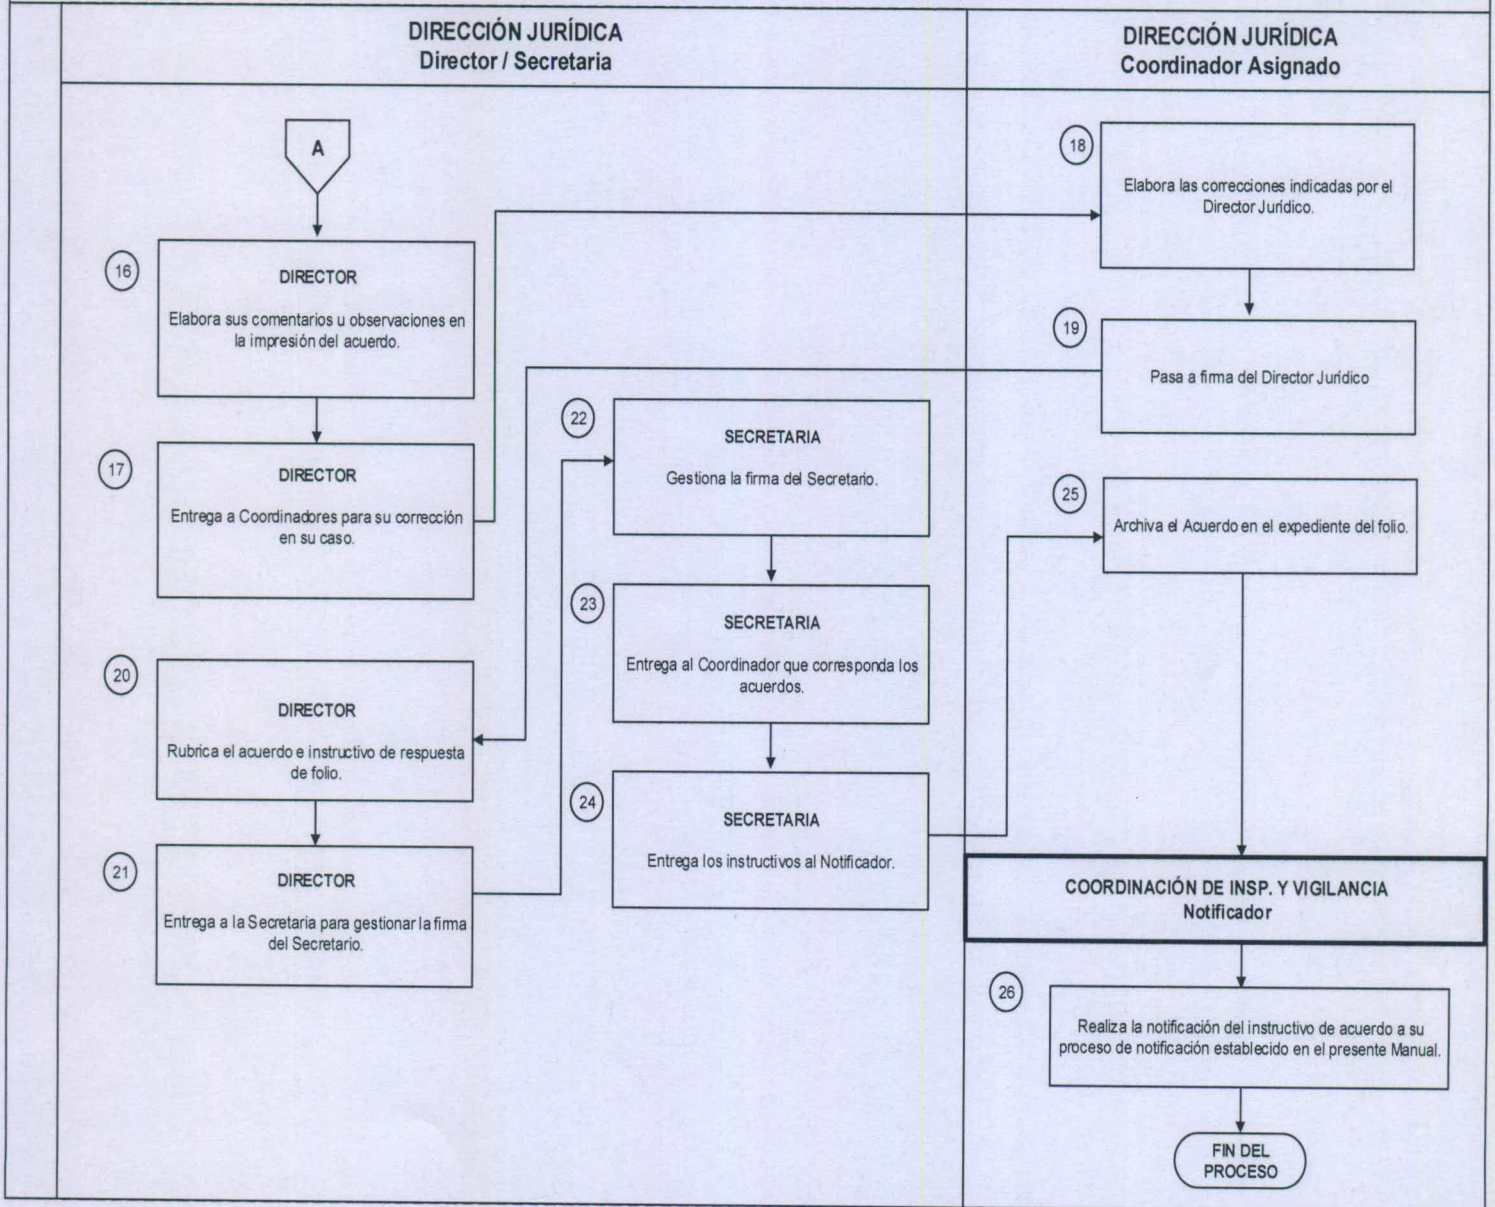 DIRECCIÓN JURÍDICA
Director / Secretaria
DIRECCIÓN JURÍDICA
Coordinador Asignado
A
16
DIRECTOR
Elabora sus comentarios u observaciones en
la impresión del acuerdo.
17
DIRECTOR
Entrega a Coordinadores para su corrección
en su caso.
18
Elabora las correcciones indicadas por el
Director Jurídico.
19
Pasa a firma del Director Jurídico
20
DIRECTOR
Rubrica el acuerdo e instructivo de respuesta
de folio.
21
DIRECTOR
Entrega a la Secretaria para gestionar la firma
del Secretario.
22
SECRETARIA
Gestiona la firma del Secretario.
23
SECRETARIA
Entrega al Coordinador que corresponda los
acuerdos.
24
SECRETARIA
Entrega los instructivos al Notificador.
25
Archiva el Acuerdo en el expediente del folio.
COORDINACIÓN DE INSP. Y VIGILANCIA
Notificador
26
Realiza la notificación del instructivo de acuerdo a su
proceso de notificación establecido en el presente Manual.
FIN DEL
PROCESO